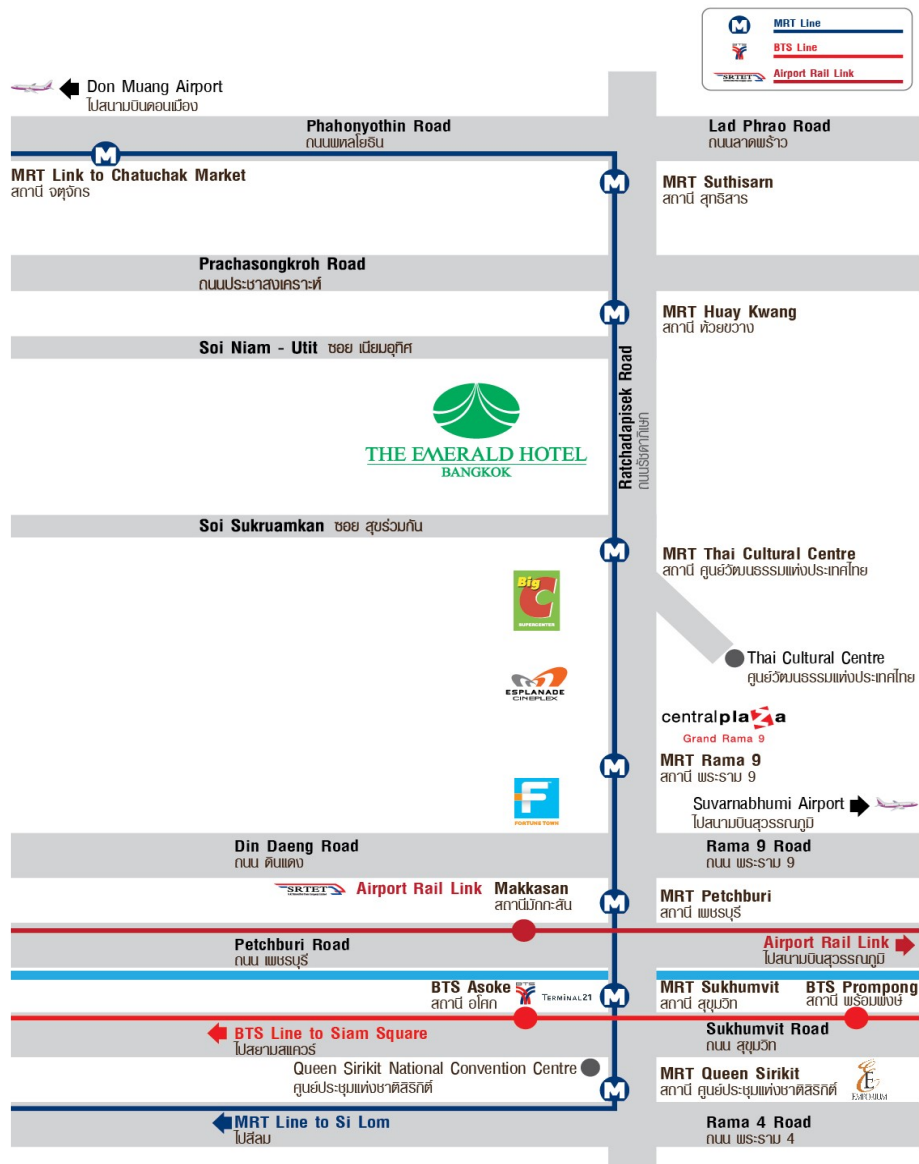 MRT Line
BTS
BTS Line
SRTET
Airport Rail Link
Don Muang Airport
ไปสนามบินดอนเมือง
Phahonyothin Road
ถนนพหลโยธิน
Lad Phrao Road
ถนนลาดพร้าว
M
MRT Link to Chatuchak Market
สถานี จตุจักร
M
MRT Suthisarn
สถานี สุทธิสาร
Prachasongkroh Road
ถนนประชาสงเคราะห์
M
MRT Huay Kwang
สถานี ห้วยขวาง
Soi Niam - Utit ซอย เนียมอุทิศ
Ratchadapisek Road
ถนนรัชดาภิเษก
THE EMERALD HOTEL
BANGKOK
Soi Sukruamkan ซอย สุขร่วมกัน
M
MRT Thai Cultural Centre
สถานี ศูนย์วัฒนธรรมแห่งประเทศไทย
Big
C
SUPERCENTER
Thai Cultural Centre
ศูนย์วัฒนธรรมแห่งประเทศไทย
ESPLANADE
CINEPLEX
centralplaza
Grand Rama 9
M
MRT Rama 9
สถานี พระราม 9
F
FORTUNE TOWN
Suvarnabhumi Airport
ไปสนามบินสุวรรณภูมิ
Din Daeng Road
ถนน ดินแดง
Rama 9 Road
ถนน พระราม 9
SRTET Airport Rail Link Makkasan
สถานีมักกะสัน
M
MRT Petchburi
สถานี เพชรบุรี
Petchburi Road
ถนน เพชรบุรี
Airport Rail Link
ไปสนามบินสุวรรณภูมิ
BTS Asoke
สถานี อโศก
BTS
TERMINAL21
M
MRT Sukhumvit
สถานี สุขุมวิท
BTS Prompong
สถานี พร้อมพงษ์
BTS Line to Siam Square
ไปสยามสแควร์
Sukhumvit Road
ถนน สุขุมวิท
Queen Sirikit National Convention Centre
ศูนย์ประชุมแห่งชาติสิริกิติ์
M
MRT Queen Sirikit
สถานี ศูนย์ประชุมแห่งชาติสิริกิติ์
E
EMPORIUM
MRT Line to Si Lom
ไปสีลม
Rama 4 Road
ถนน พระราม 4